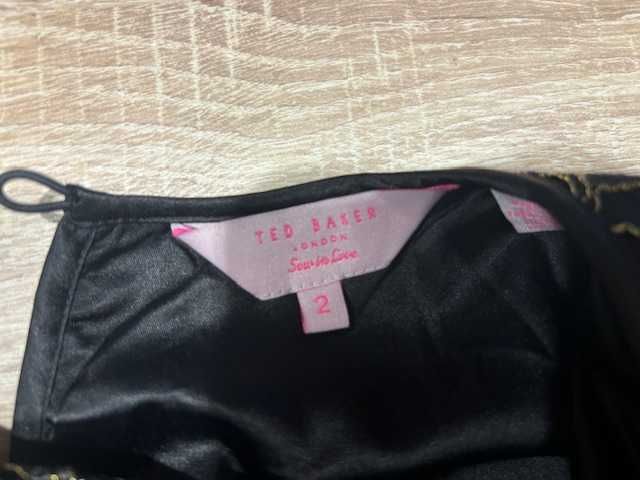 TED BAKER
LONDON
Sew in Love
2